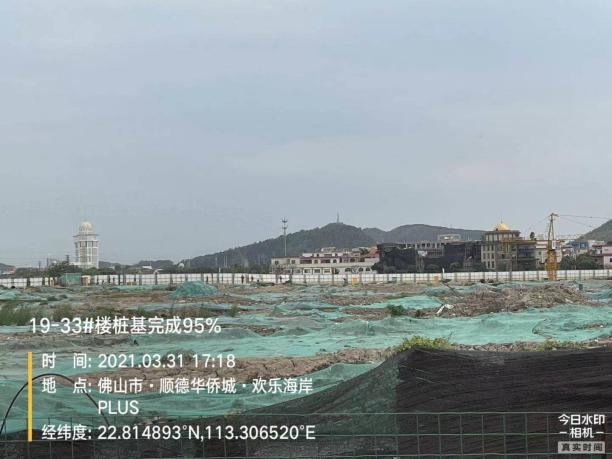 19-33#楼桩基完成95%
时 间: 2021.03.31 17:18
地 点: 佛山市·顺德华侨城·欢乐海岸
PLUS
经纬度: 22.814893°N,113.306520°E
今日水印
-相机-
真实时间